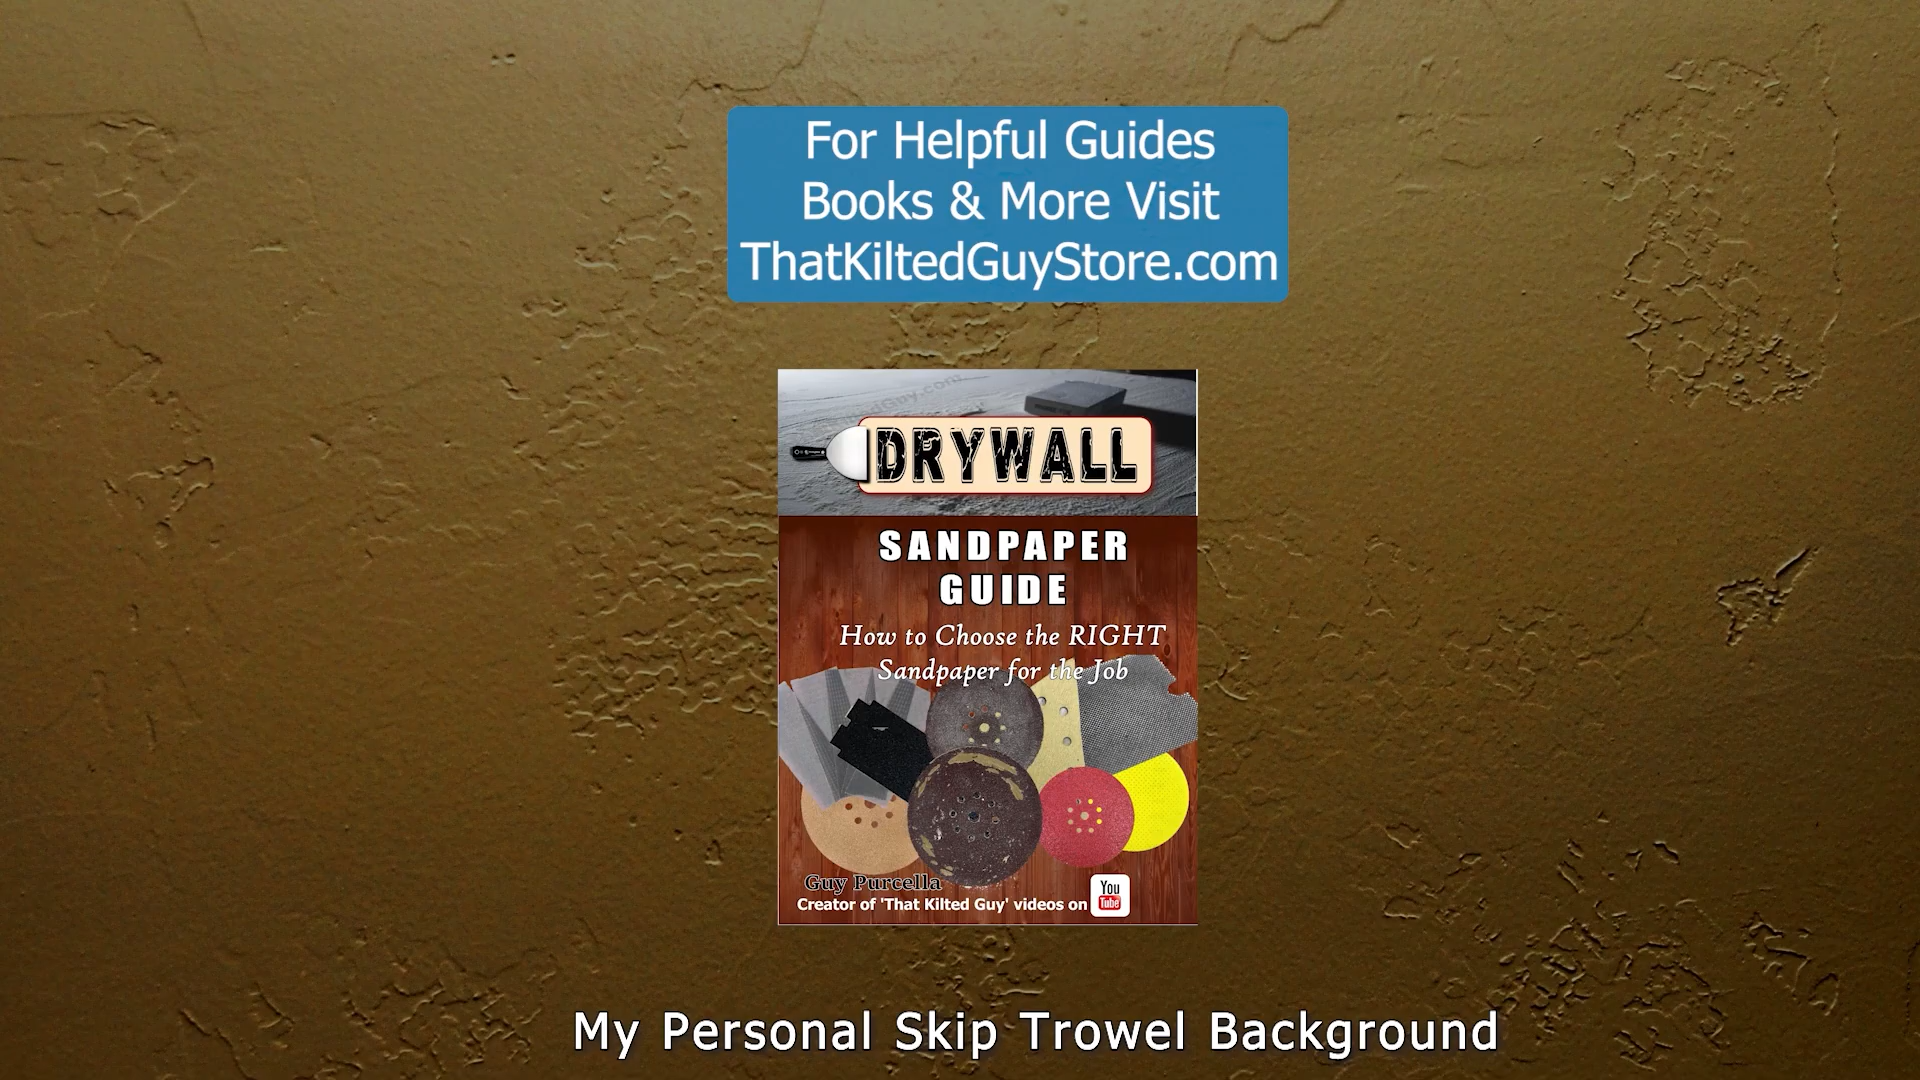 For Helpful Guides
Books & More Visit
ThatKiltedGuyStore.com
DRYWALL
SANDPAPER
GUIDE
How to Choose the RIGHT
Sandpaper for the Job
Guy Purcella
Creator of 'That Kilted Guy' videos on
You
Tube
My Personal Skip Trowel Background